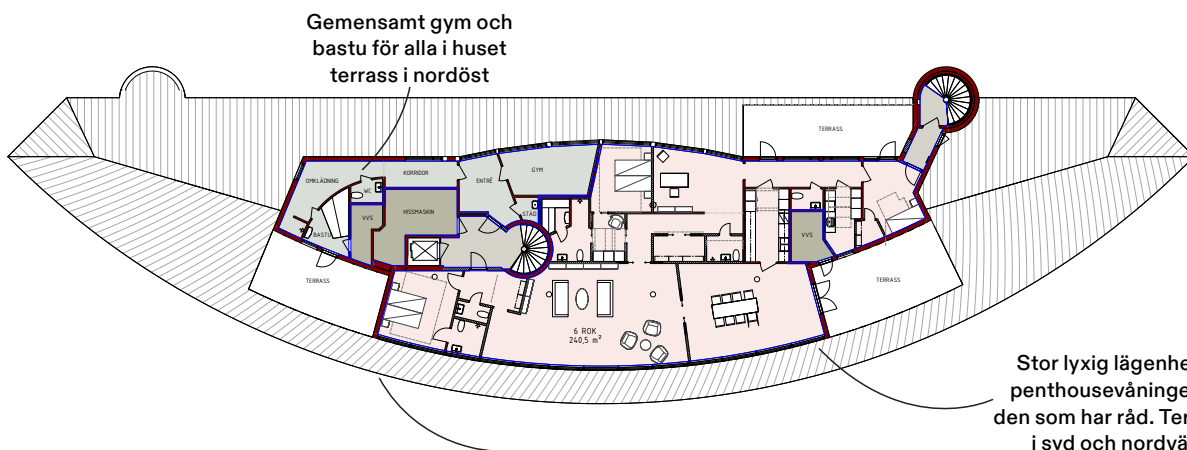 Gemensamt gym och
bastu för alla i huset
terrass i nordöst
TERRASS
OMKLÄDNING
WC
KORRIDOR
ENTRÉ
GYM
VVS
HISSMASKIN
STÄD
BASTU
VVS
TERRASS
TERRASS
6 ROK
240,5 m²
Stor lyxig lägenhe
penthousevåninge
den som har råd. Ter
i syd och nordvä